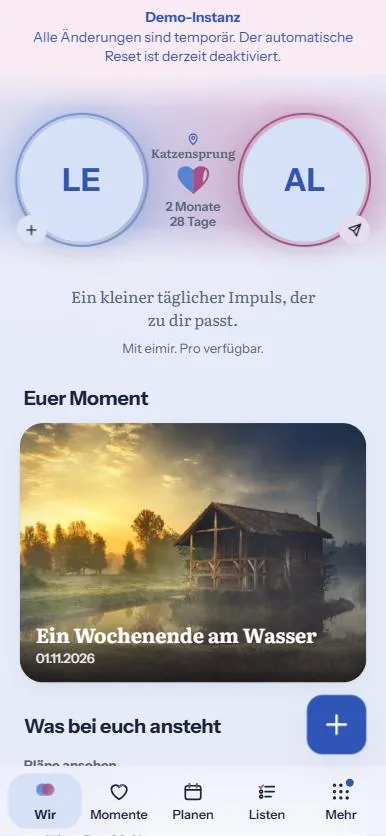 Demo-Instanz
Alle Änderungen sind temporär. Der automatische
Reset ist derzeit deaktiviert.
LE
Katzensprung
2 Monate
28 Tage
AL
Ein kleiner täglicher Impuls, der
zu dir passt.
Mit eimir. Pro verfügbar.
Euer Moment
Ein Wochenende am Wasser
01.11.2026
Was bei euch ansteht
Pläne ansehen
Wir
Momente
Planen
Listen
Mehr